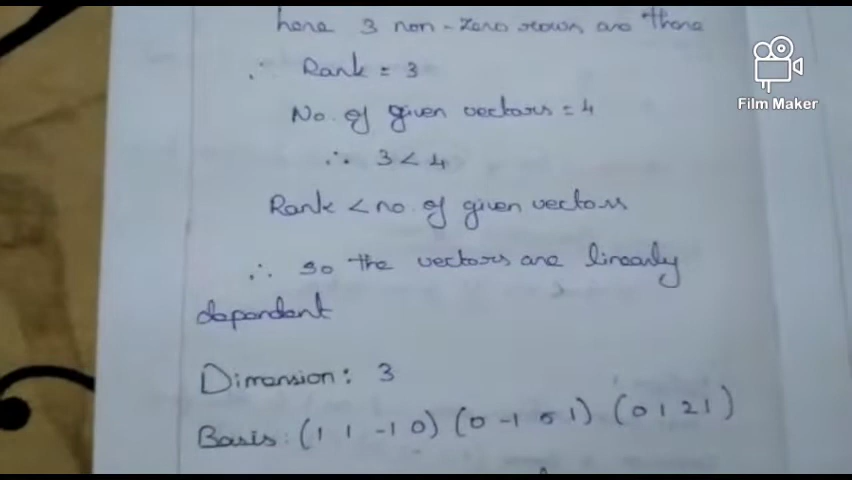 here 3 non-zero rows are there
∴ Rank = 3
No. of given vectors = 4
∴ 3 < 4
Rank < no. of given vectors
∴ so the vectors are linearly
dependent
Dimension: 3
Basis: (1 1 -1 0) (0 -1 0 1) (0 1 2 1)
Film Maker